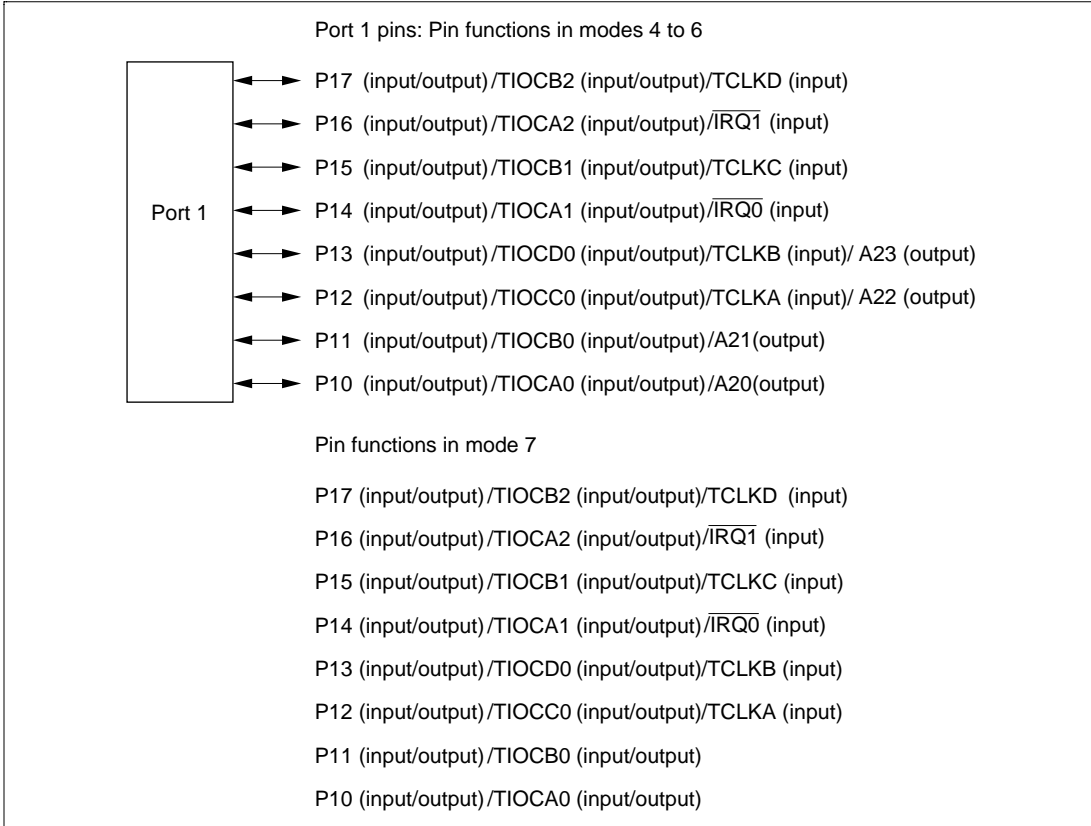 Port 1 pins: Pin functions in modes 4 to 6
P17 (input/output)/TIOCB2 (input/output)/TCLKD (input)
P16 (input/output)/TIOCA2 (input/output)/I̅R̅Q̅1̅ (input)
P15 (input/output)/TIOCB1 (input/output)/TCLKC (input)
Port 1
P14 (input/output)/TIOCA1 (input/output)/I̅R̅Q̅0̅ (input)
P13 (input/output)/TIOCD0 (input/output)/TCLKB (input)/ A23 (output)
P12 (input/output)/TIOCC0 (input/output)/TCLKA (input)/ A22 (output)
P11 (input/output)/TIOCB0 (input/output)/A21(output)
P10 (input/output)/TIOCA0 (input/output)/A20(output)
Pin functions in mode 7
P17 (input/output)/TIOCB2 (input/output)/TCLKD (input)
P16 (input/output)/TIOCA2 (input/output)/I̅R̅Q̅1̅ (input)
P15 (input/output)/TIOCB1 (input/output)/TCLKC (input)
P14 (input/output)/TIOCA1 (input/output)/I̅R̅Q̅0̅ (input)
P13 (input/output)/TIOCD0 (input/output)/TCLKB (input)
P12 (input/output)/TIOCC0 (input/output)/TCLKA (input)
P11 (input/output)/TIOCB0 (input/output)
P10 (input/output)/TIOCA0 (input/output)